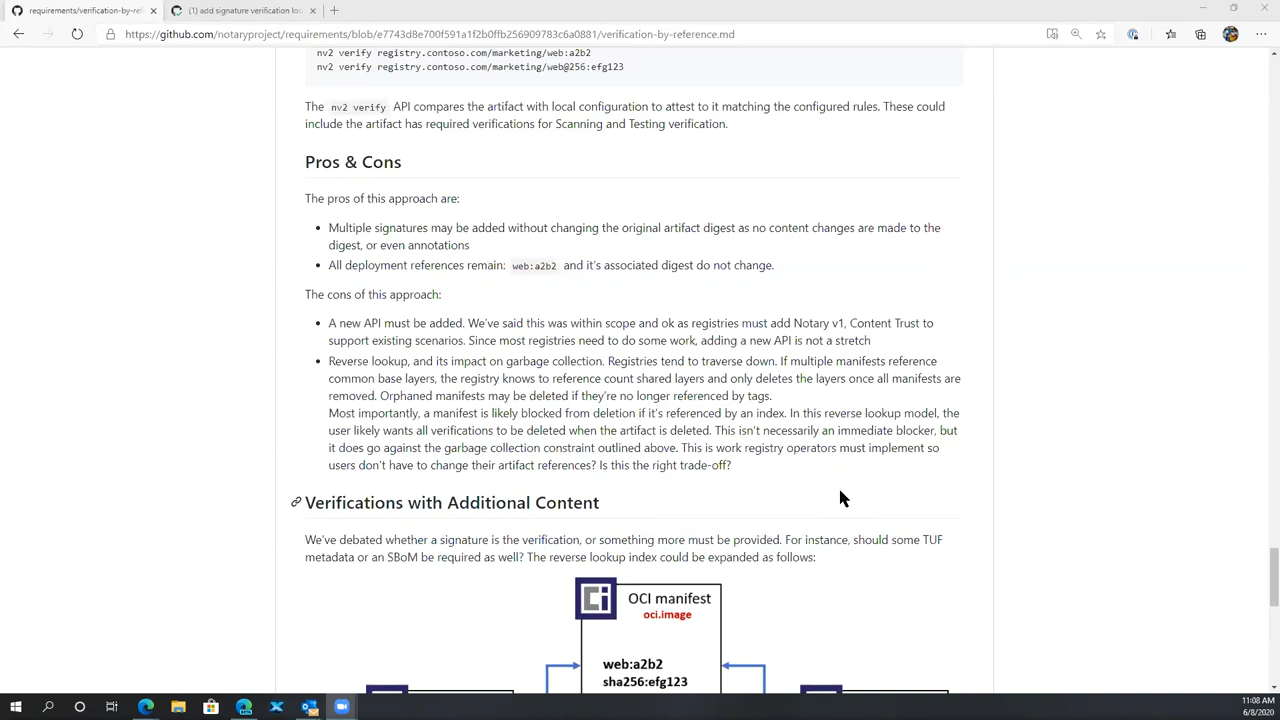 requirements/verification-by-ref
(1) add signature verification loc
https://github.com/notaryproject/requirements/blob/e7743d8e700f591a1f2b0ffb256909783c6a0881/verification-by-reference.md
nv2 verify registry.contoso.com/marketing/web:a2b2
nv2 verify registry.contoso.com/marketing/web@256:efg123
The nv2 verify API compares the artifact with local configuration to attest to it matching the configured rules. These could
include the artifact has required verifications for Scanning and Testing verification.
Pros & Cons
The pros of this approach are:
• Multiple signatures may be added without changing the original artifact digest as no content changes are made to the
digest, or even annotations
• All deployment references remain: web:a2b2 and it's associated digest do not change.
The cons of this approach:
• A new API must be added. We've said this was within scope and ok as registries must add Notary v1, Content Trust to
support existing scenarios. Since most registries need to do some work, adding a new API is not a stretch
• Reverse lookup, and its impact on garbage collection. Registries tend to traverse down. If multiple manifests reference
common base layers, the registry knows to reference count shared layers and only deletes the layers once all manifests are
removed. Orphaned manifests may be deleted if they're no longer referenced by tags.
Most importantly, a manifest is likely blocked from deletion if it's referenced by an index. In this reverse lookup model, the
user likely wants all verifications to be deleted when the artifact is deleted. This isn't necessarily an immediate blocker, but
it does go against the garbage collection constraint outlined above. This is work registry operators must implement so
users don't have to change their artifact references? Is this the right trade-off?
Verifications with Additional Content
We've debated whether a signature is the verification, or something more must be provided. For instance, should some TUF
metadata or an SBoM be required as well? The reverse lookup index could be expanded as follows:
OCI manifest
oci.image
web:a2b2
sha256:efg123
11:08 AM
6/8/2020